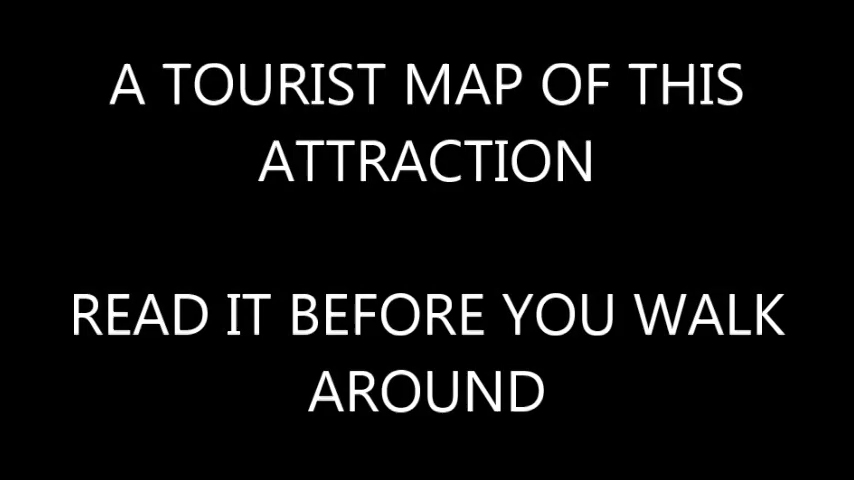 A TOURIST MAP OF THIS
ATTRACTION
READ IT BEFORE YOU WALK
AROUND